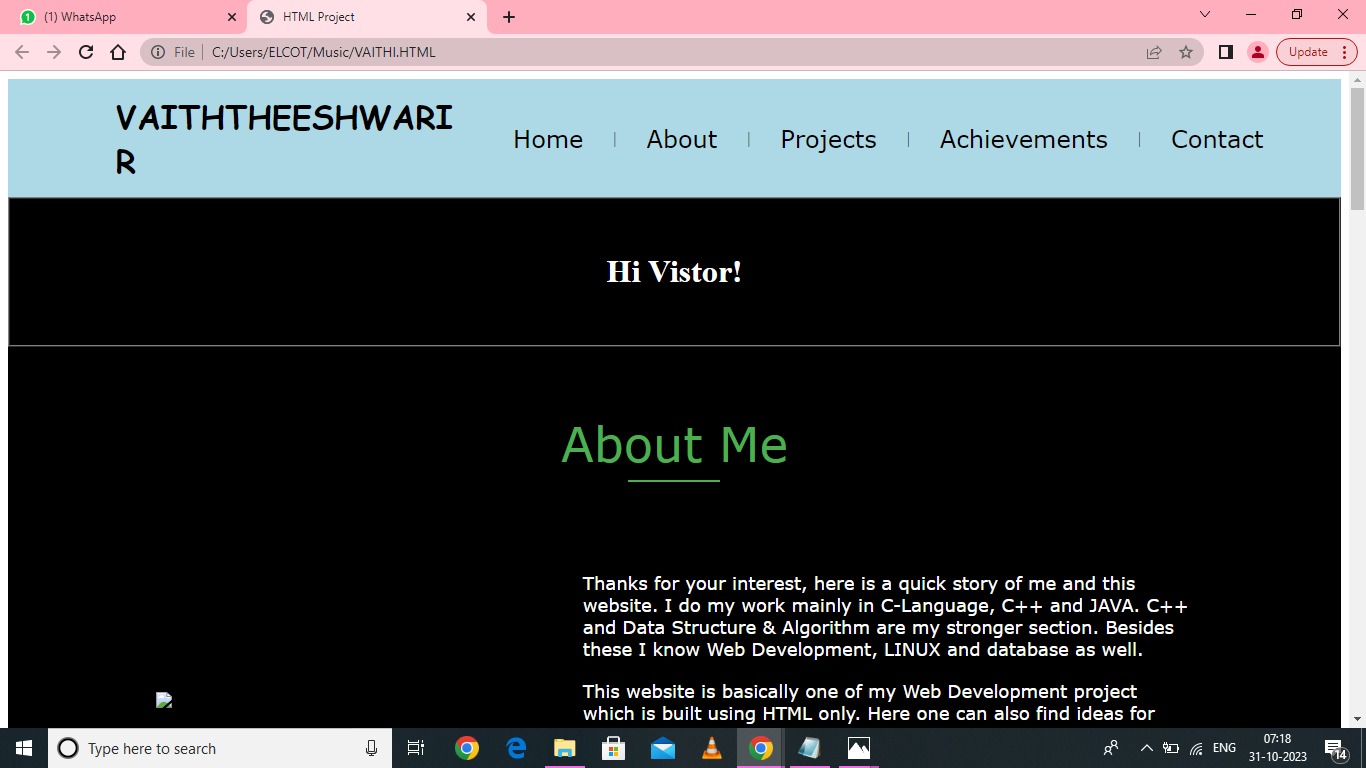 (1) WhatsApp
HTML Project
File
C:/Users/ELCOT/Music/VAITHI.HTML
Update
VAITHTHEESHWARI
R
Home | About | Projects | Achievements | Contact
Hi Vistor!
About Me
Thanks for your interest, here is a quick story of me and this
website. I do my work mainly in C-Language, C++ and JAVA. C++
and Data Structure & Algorithm are my stronger section. Besides
these I know Web Development, LINUX and database as well.
This website is basically one of my Web Development project
which is built using HTML only. Here one can also find ideas for
Type here to search
ENG
07:18
31-10-2023
14